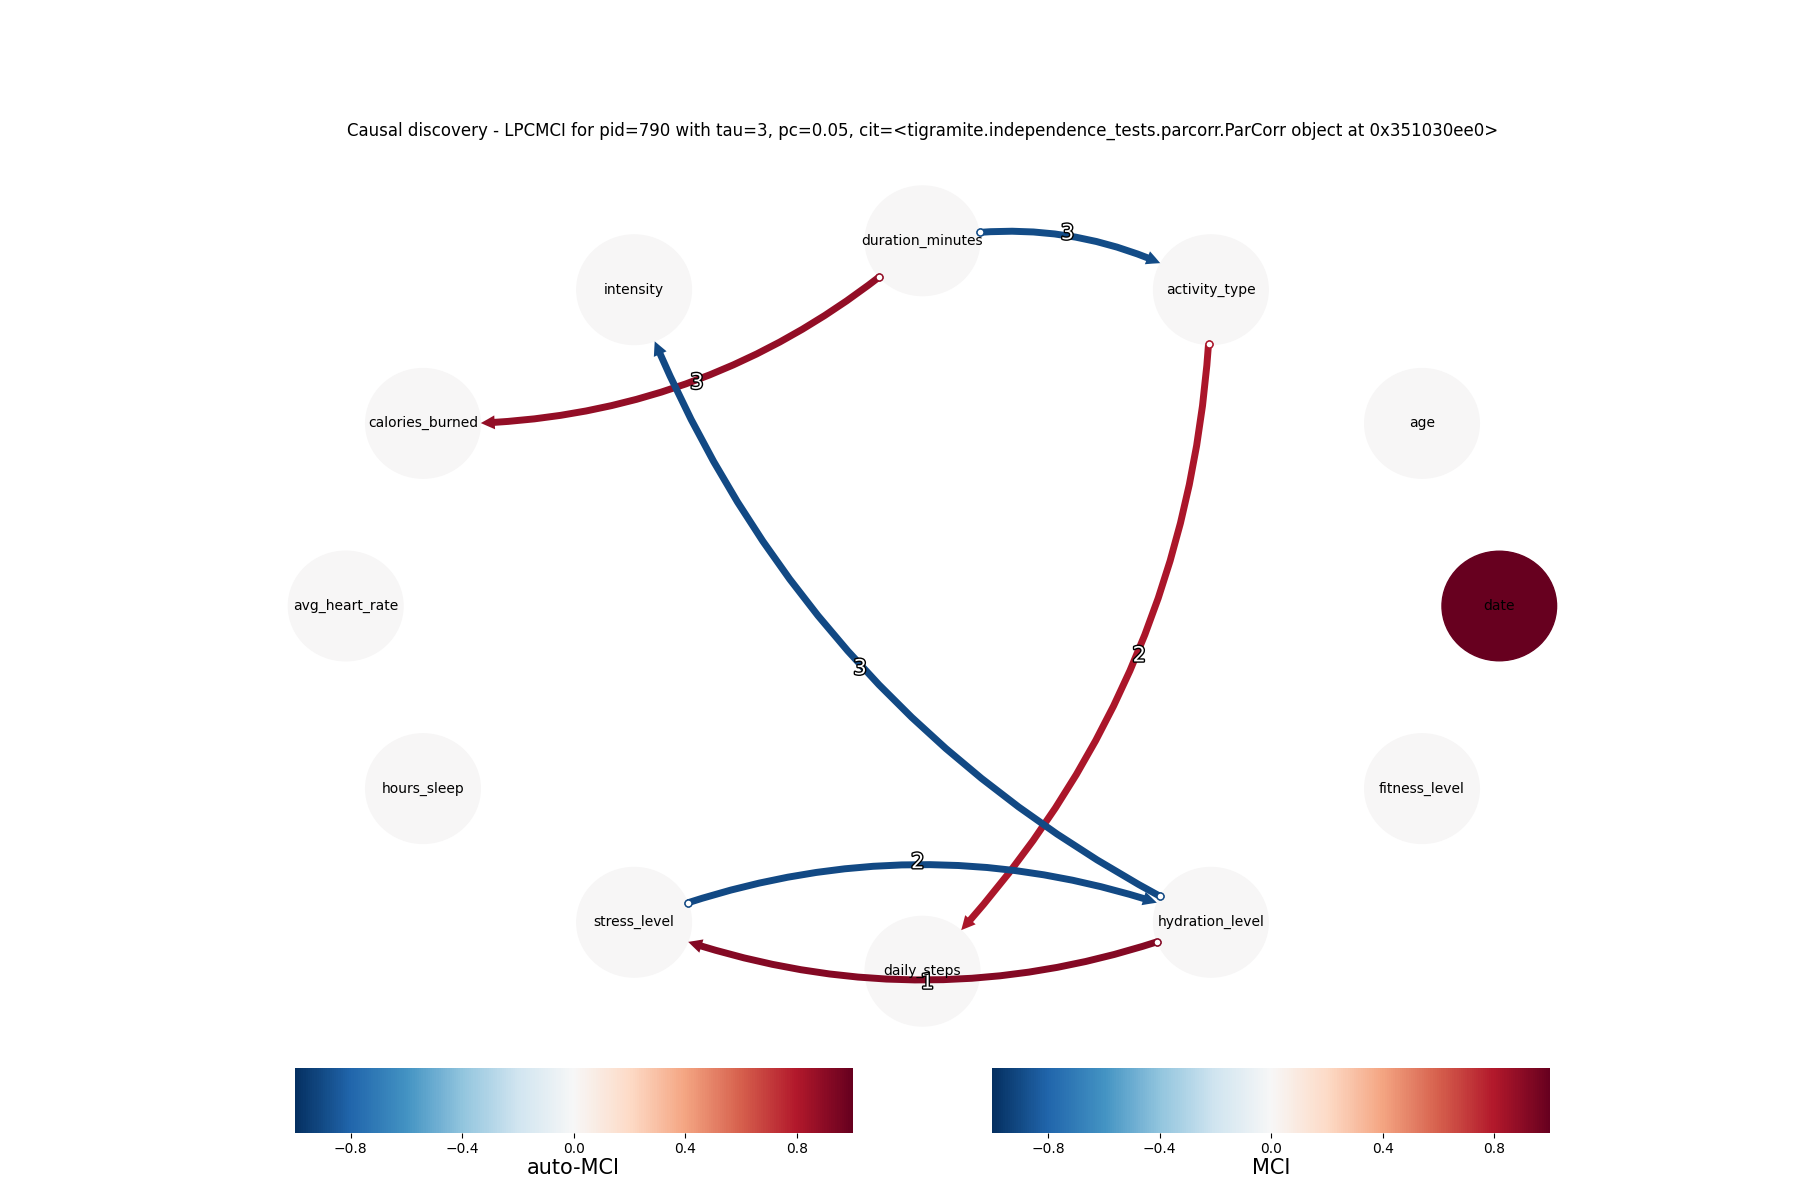 Causal discovery - LPCMCI for pid=790 with tau=3, pc=0.05, cit=<tigramite.independence_tests.parcorr.ParCorr object at 0x351030ee0>
duration_minutes
3
intensity
activity_type
3
calories_burned
age
avg_heart_rate
date
2
3
hours_sleep
fitness_level
2
stress_level
hydration_level
daily_steps
1
−0.8 −0.4 0.0 0.4 0.8
auto-MCI
−0.8 −0.4 0.0 0.4 0.8
MCI